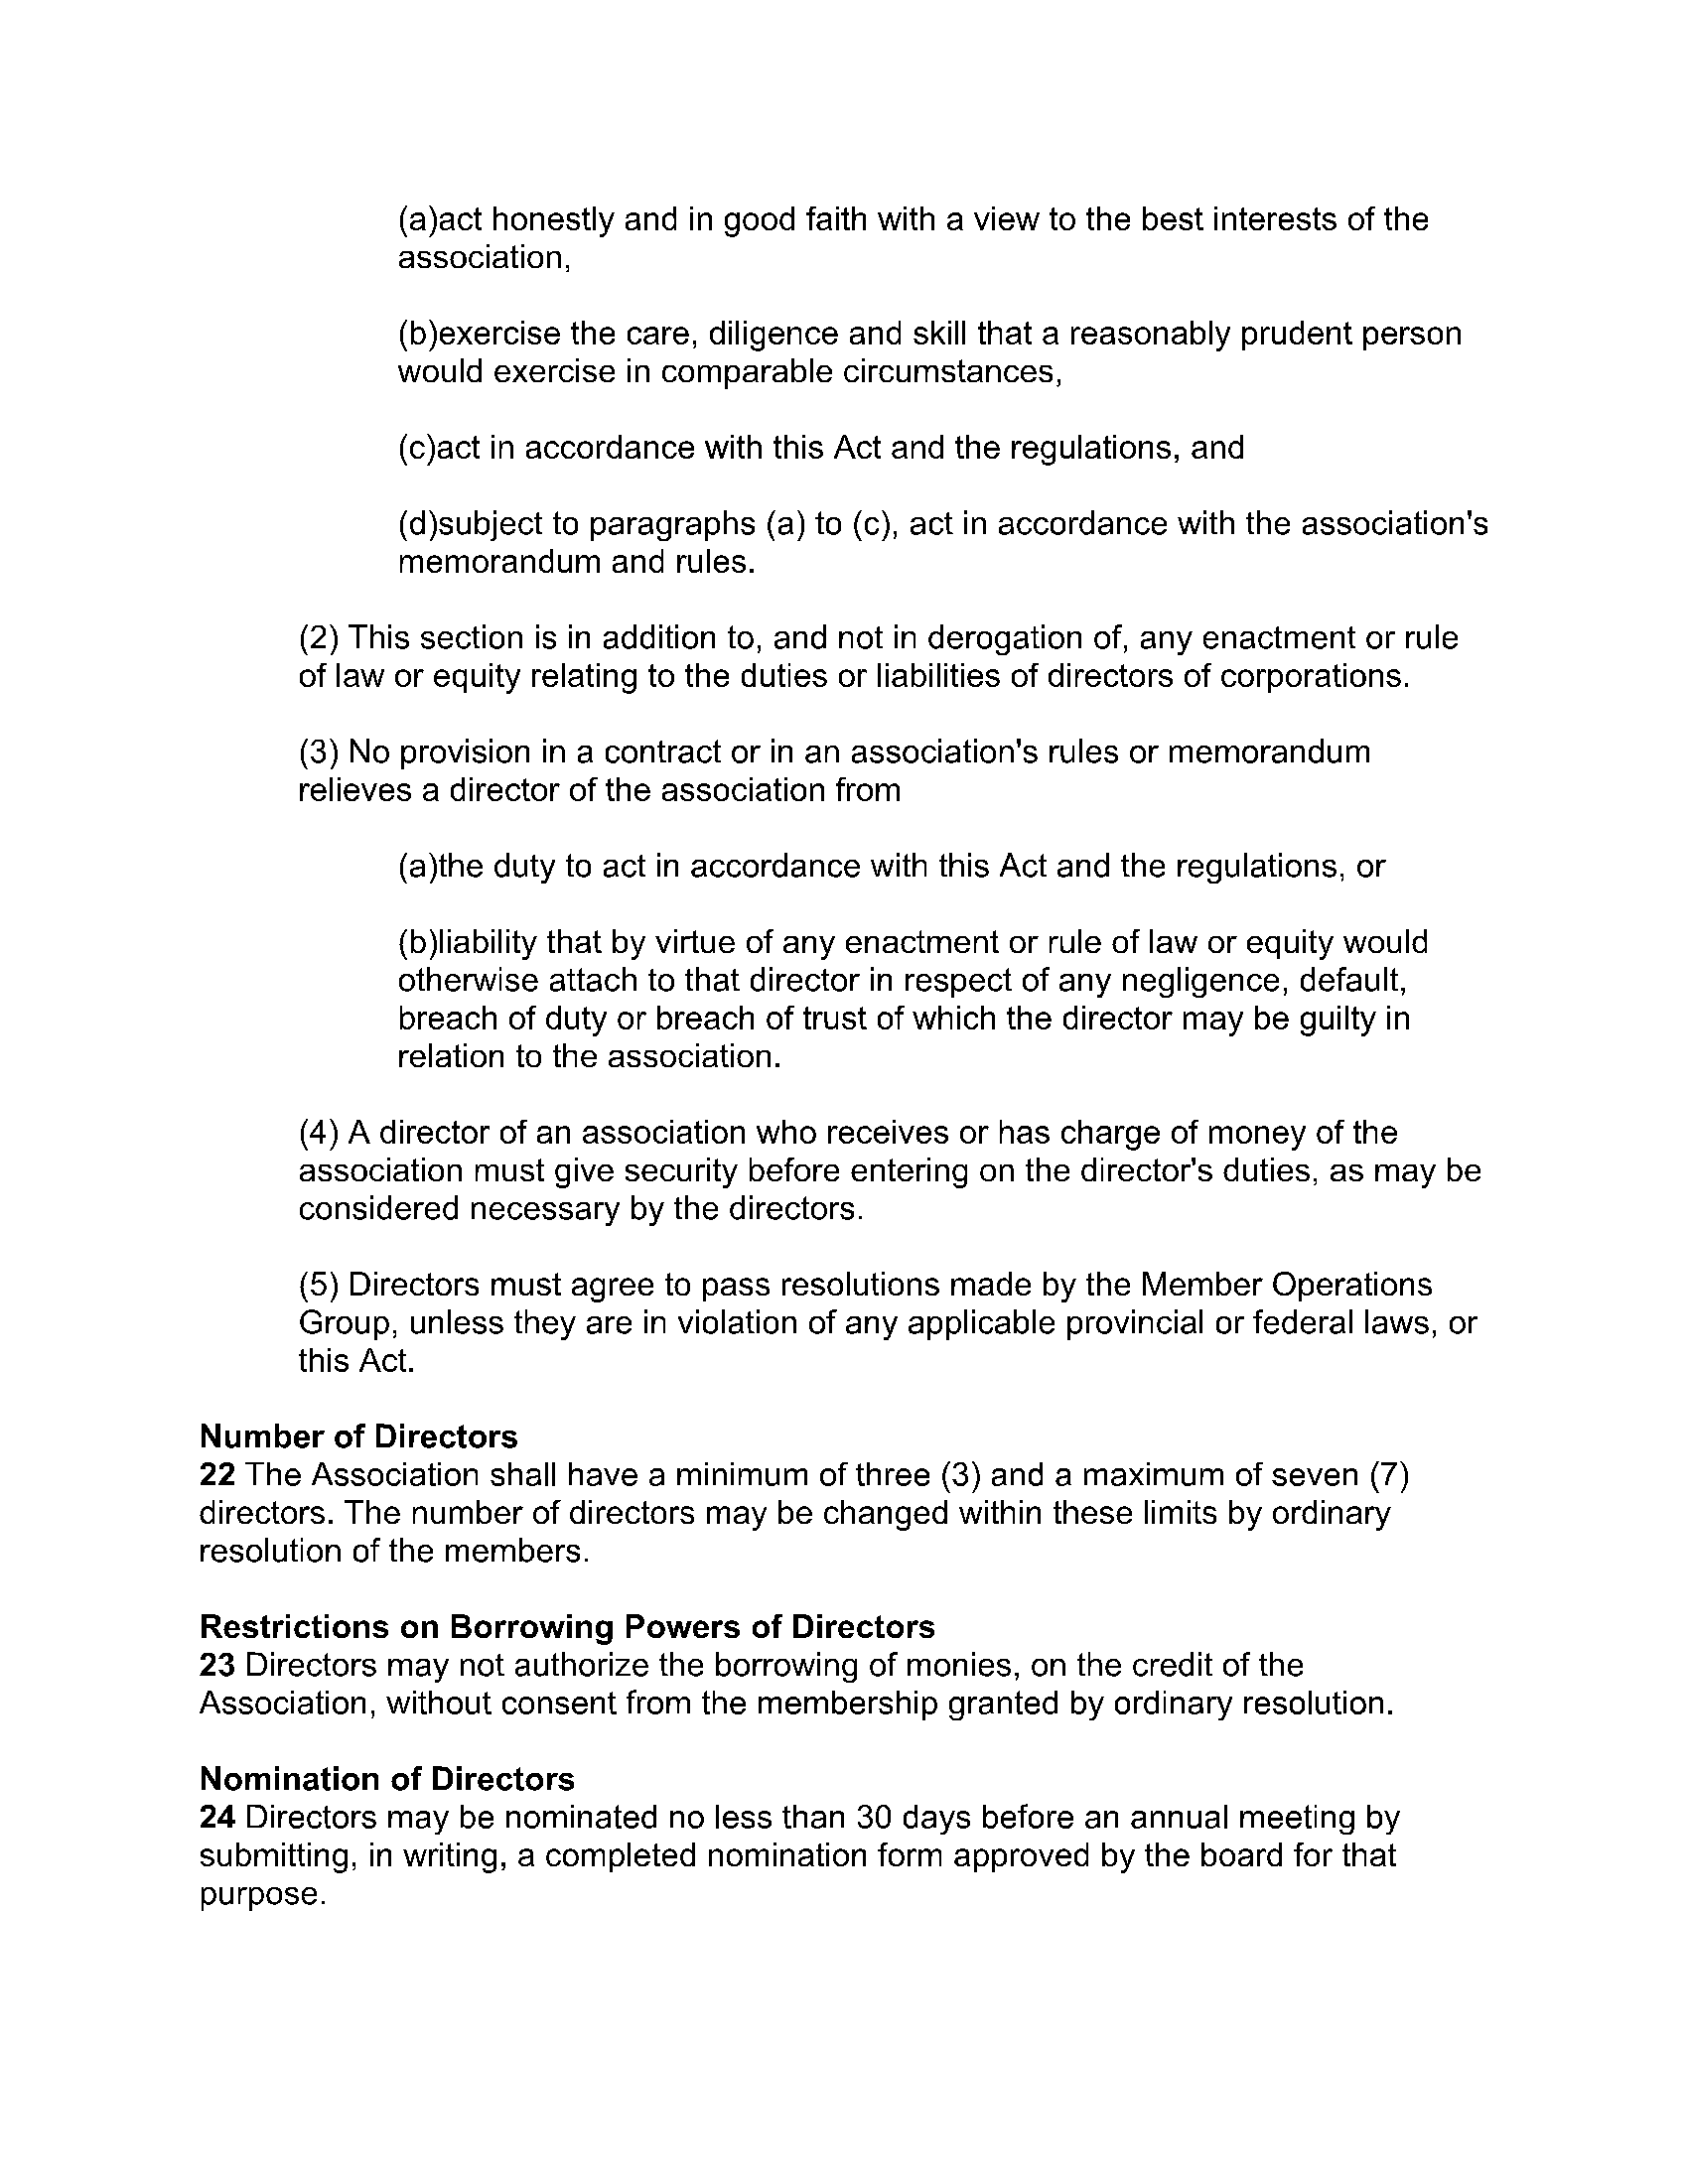 (a)act honestly and in good faith with a view to the best interests of the
association,
(b)exercise the care, diligence and skill that a reasonably prudent person
would exercise in comparable circumstances,
(c)act in accordance with this Act and the regulations, and
(d)subject to paragraphs (a) to (c), act in accordance with the association's
memorandum and rules.
(2) This section is in addition to, and not in derogation of, any enactment or rule
of law or equity relating to the duties or liabilities of directors of corporations.
(3) No provision in a contract or in an association's rules or memorandum
relieves a director of the association from
(a)the duty to act in accordance with this Act and the regulations, or
(b)liability that by virtue of any enactment or rule of law or equity would
otherwise attach to that director in respect of any negligence, default,
breach of duty or breach of trust of which the director may be guilty in
relation to the association.
(4) A director of an association who receives or has charge of money of the
association must give security before entering on the director's duties, as may be
considered necessary by the directors.
(5) Directors must agree to pass resolutions made by the Member Operations
Group, unless they are in violation of any applicable provincial or federal laws, or
this Act.
Number of Directors
22 The Association shall have a minimum of three (3) and a maximum of seven (7)
directors. The number of directors may be changed within these limits by ordinary
resolution of the members.
Restrictions on Borrowing Powers of Directors
23 Directors may not authorize the borrowing of monies, on the credit of the
Association, without consent from the membership granted by ordinary resolution.
Nomination of Directors
24 Directors may be nominated no less than 30 days before an annual meeting by
submitting, in writing, a completed nomination form approved by the board for that
purpose.